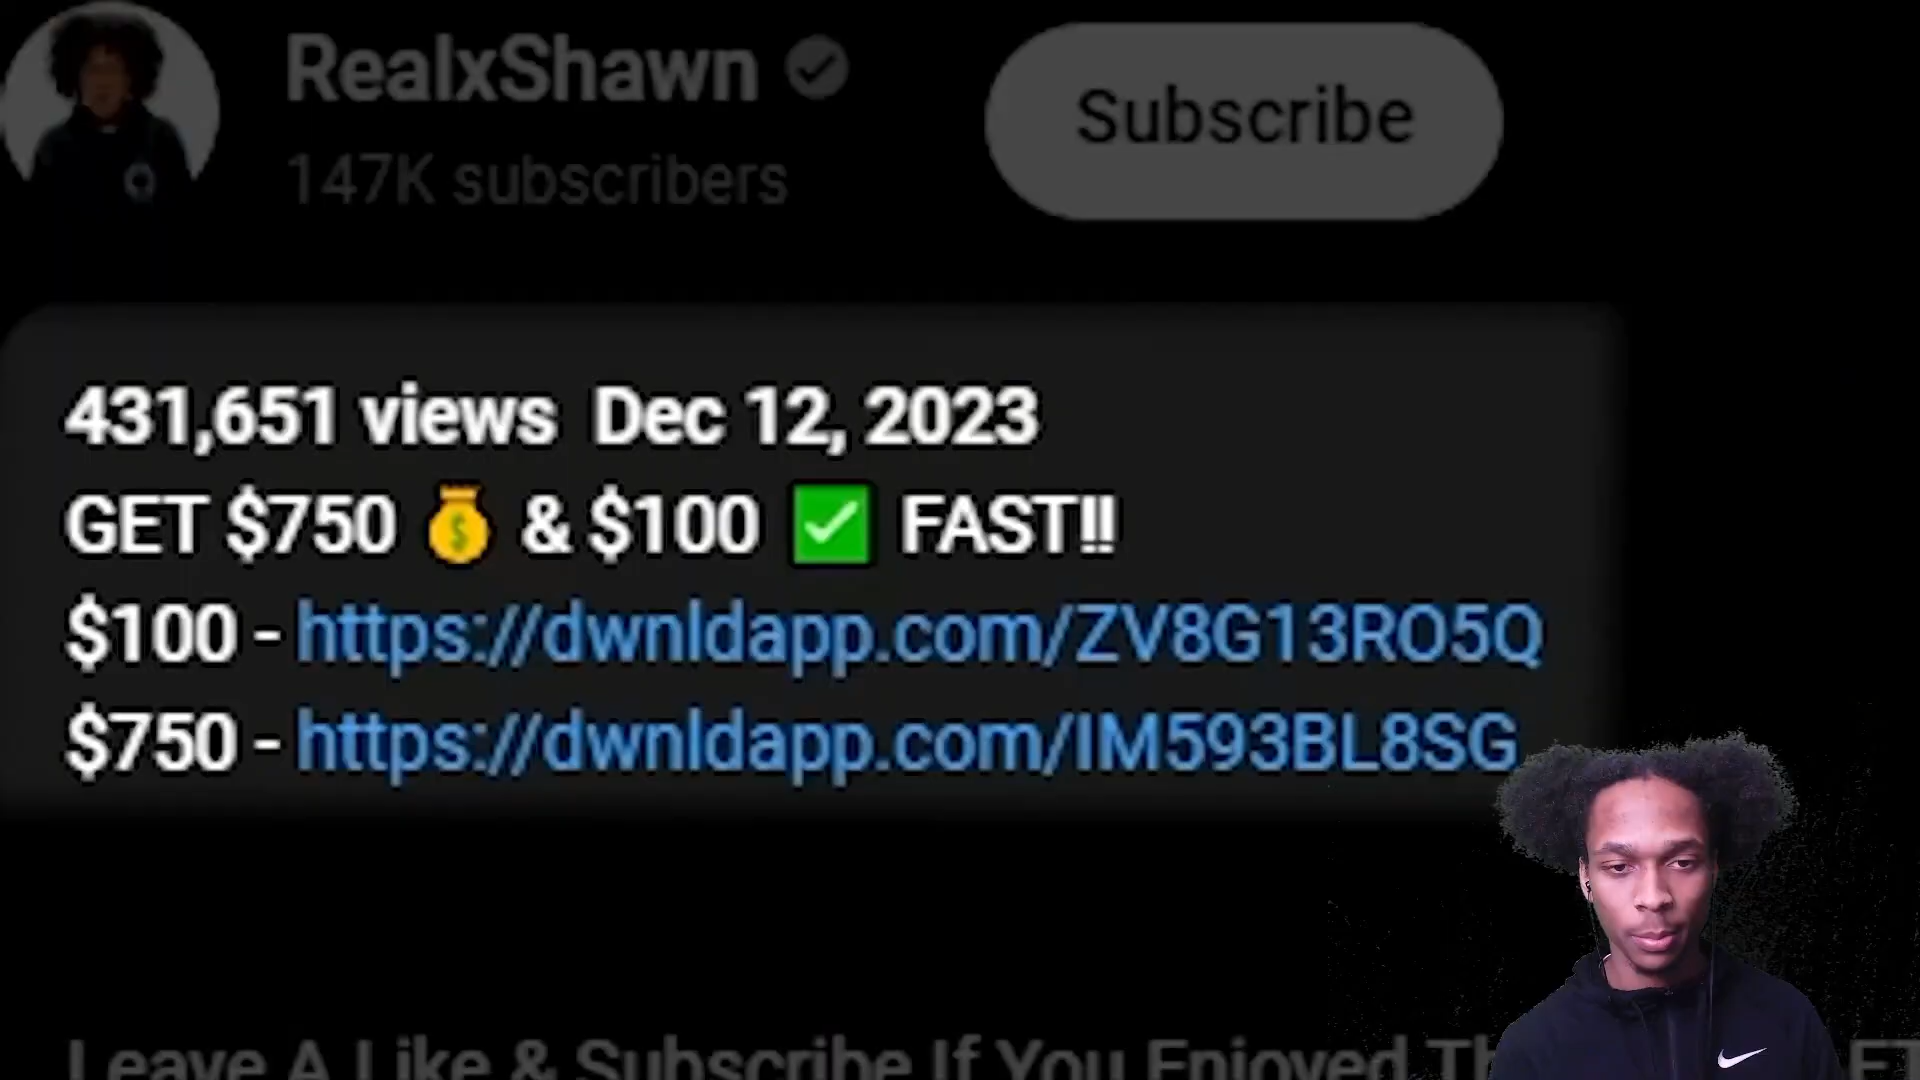 RealxShawn
147K subscribers
Subscribe
431,651 views Dec 12, 2023
GET $750 💰 & $100 ✅ FAST!!
$100 - https://dwnldapp.com/ZV8G13RO5Q
$750 - https://dwnldapp.com/IM593BL8SG
Leave A Like & Subscribe If You Enjoyed